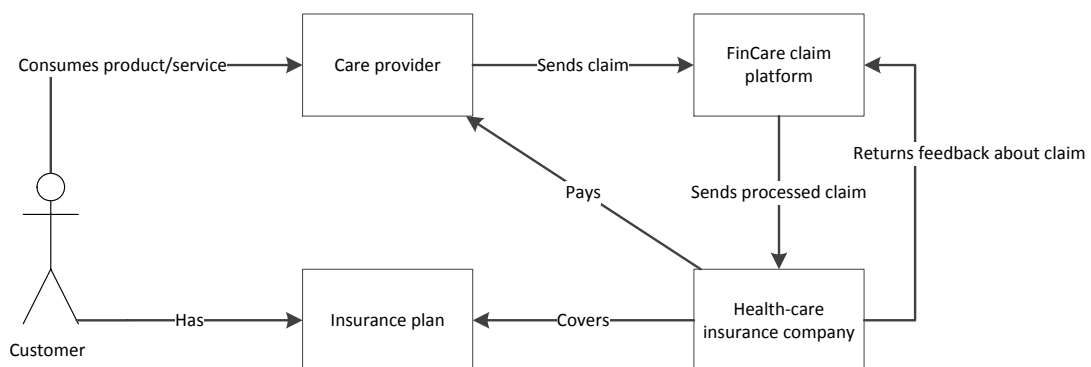 Consumes product/service
Care provider
Sends claim
FinCare claim
platform
Returns feedback about claim
Pays
Sends processed claim
Customer
Has
Insurance plan
Covers
Health-care
insurance company